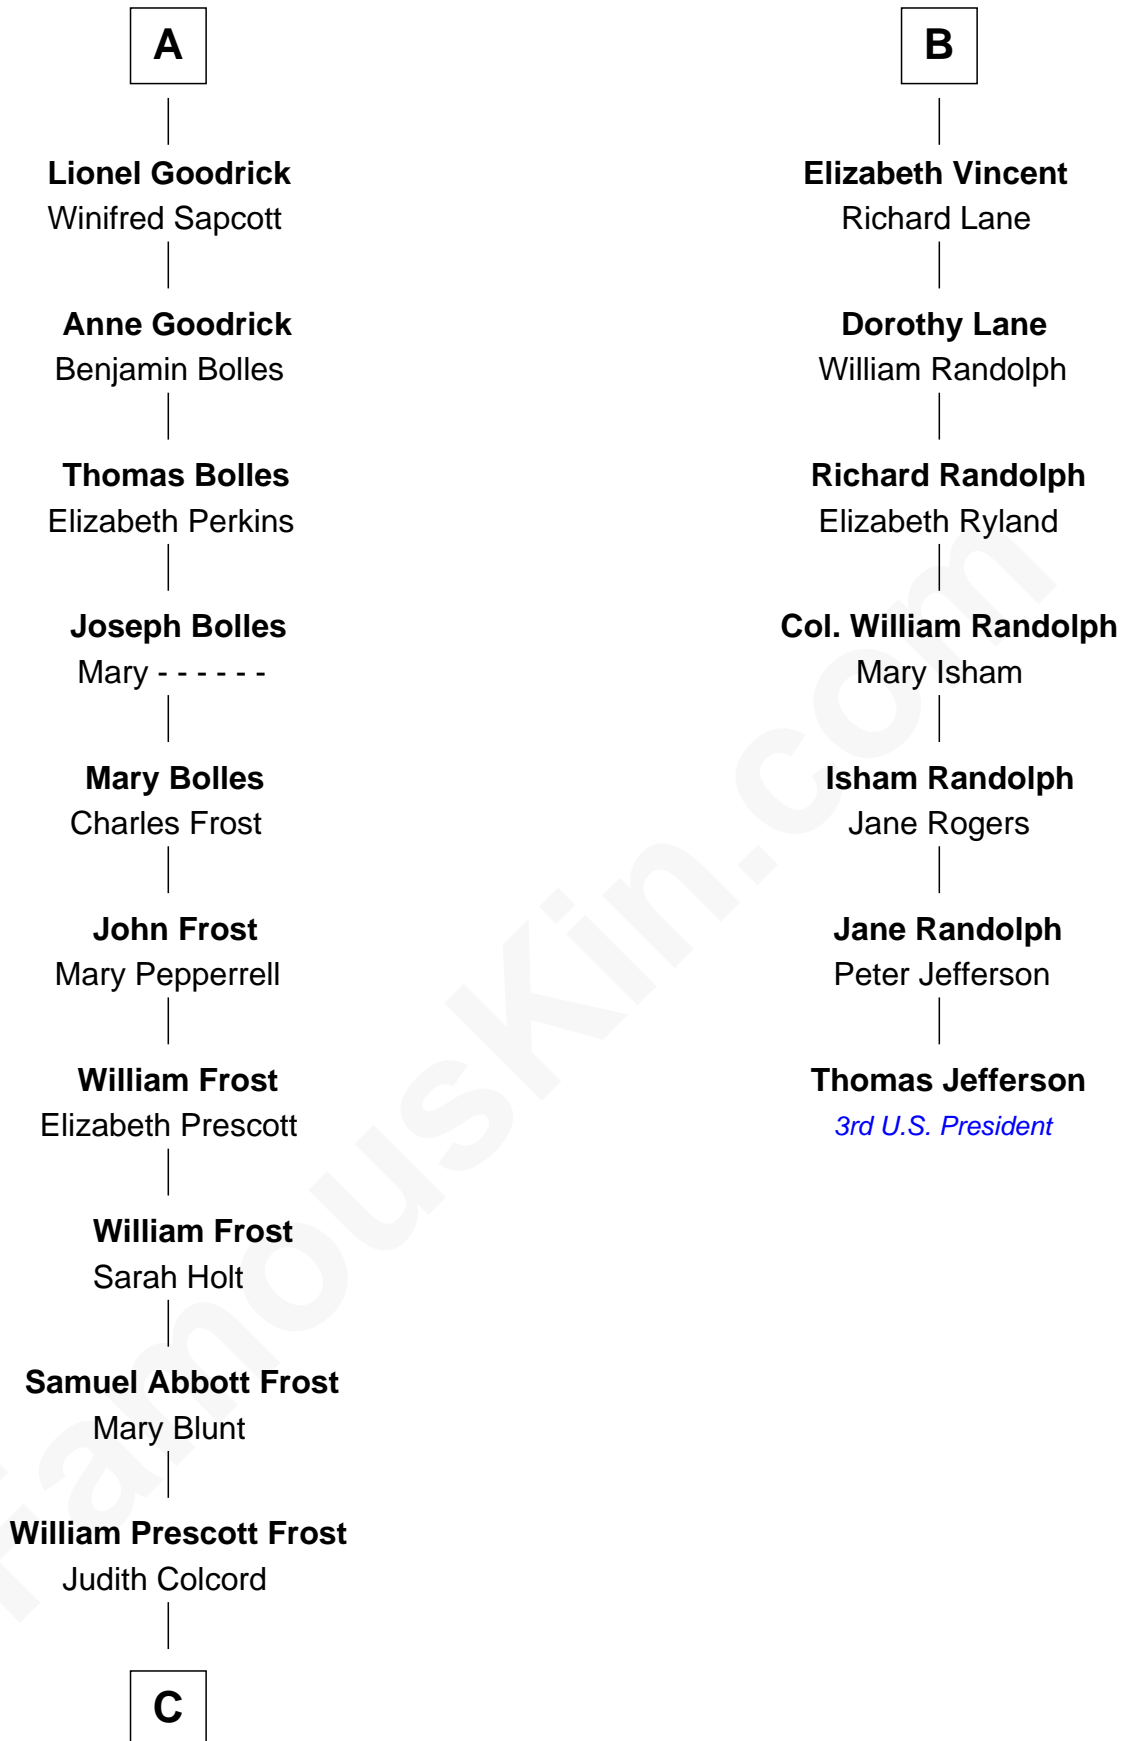 A
Lionel Goodrick
Winifred Sapcott
Anne Goodrick
Benjamin Bolles
Thomas Bolles
Elizabeth Perkins
Joseph Bolles
Mary - - - - - -
Mary Bolles
Charles Frost
John Frost
Mary Pepperrell
William Frost
Elizabeth Prescott
William Frost
Sarah Holt
Samuel Abbott Frost
Mary Blunt
William Prescott Frost
Judith Colcord
C
B
Elizabeth Vincent
Richard Lane
Dorothy Lane
William Randolph
Richard Randolph
Elizabeth Ryland
Col. William Randolph
Mary Isham
Isham Randolph
Jane Rogers
Jane Randolph
Peter Jefferson
Thomas Jefferson
3rd U.S. President
FamousKin.com